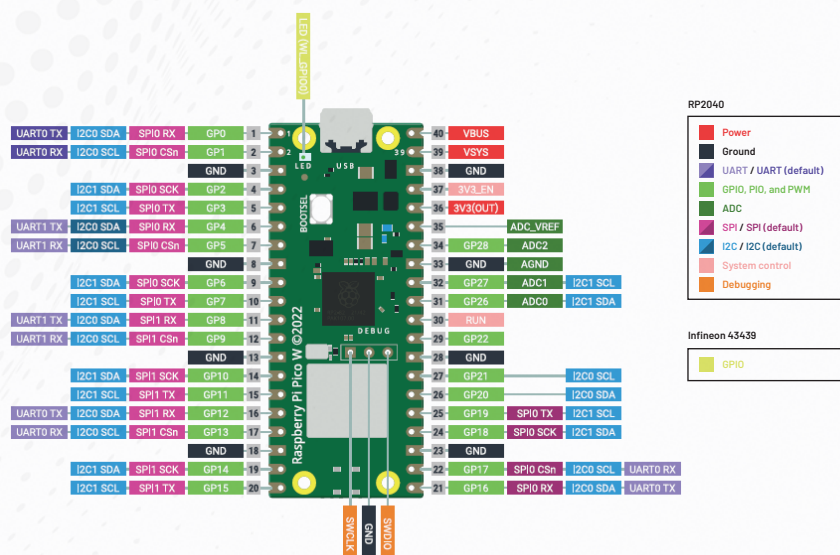 LED (WL_GPIO0)
UART0 TX I2C0 SDA SPI0 RX GP0 1
UART0 RX I2C0 SCL SPI0 CSn GP1 2
GND 3
I2C1 SDA SPI0 SCK GP2 4
I2C1 SCL SPI0 TX GP3 5
UART1 TX I2C0 SDA SPI0 RX GP4 6
UART1 RX I2C0 SCL SPI0 CSn GP5 7
GND 8
I2C1 SDA SPI0 SCK GP6 9
I2C1 SCL SPI0 TX GP7 10
UART1 TX I2C0 SDA SPI1 RX GP8 11
UART1 RX I2C0 SCL SPI1 CSn GP9 12
GND 13
I2C1 SDA SPI1 SCK GP10 14
I2C1 SCL SPI1 TX GP11 15
UART0 TX I2C0 SDA SPI1 RX GP12 16
UART0 RX I2C0 SCL SPI1 CSn GP13 17
GND 18
I2C1 SDA SPI1 SCK GP14 19
I2C1 SCL SPI1 TX GP15 20
1
2
39
LED
USB
BOOTSEL
DEBUG
Raspberry Pi Pico W ©2022
SWCLK
GND
SWDIO
40 VBUS
39 VSYS
38 GND
37 3V3_EN
36 3V3(OUT)
35 ADC_VREF
34 GP28 ADC2
33 GND AGND
32 GP27 ADC1 I2C1 SCL
31 GP26 ADC0 I2C1 SDA
30 RUN
29 GP22
28 GND
27 GP21 I2C0 SCL
26 GP20 I2C0 SDA
25 GP19 SPI0 TX I2C1 SCL
24 GP18 SPI0 SCK I2C1 SDA
23 GND
22 GP17 SPI0 CSn I2C0 SCL UART0 RX
21 GP16 SPI0 RX I2C0 SDA UART0 TX
RP2040
Power
Ground
UART / UART (default)
GPIO, PIO, and PWM
ADC
SPI / SPI (default)
I2C / I2C (default)
System control
Debugging
Infineon 43439
GPIO